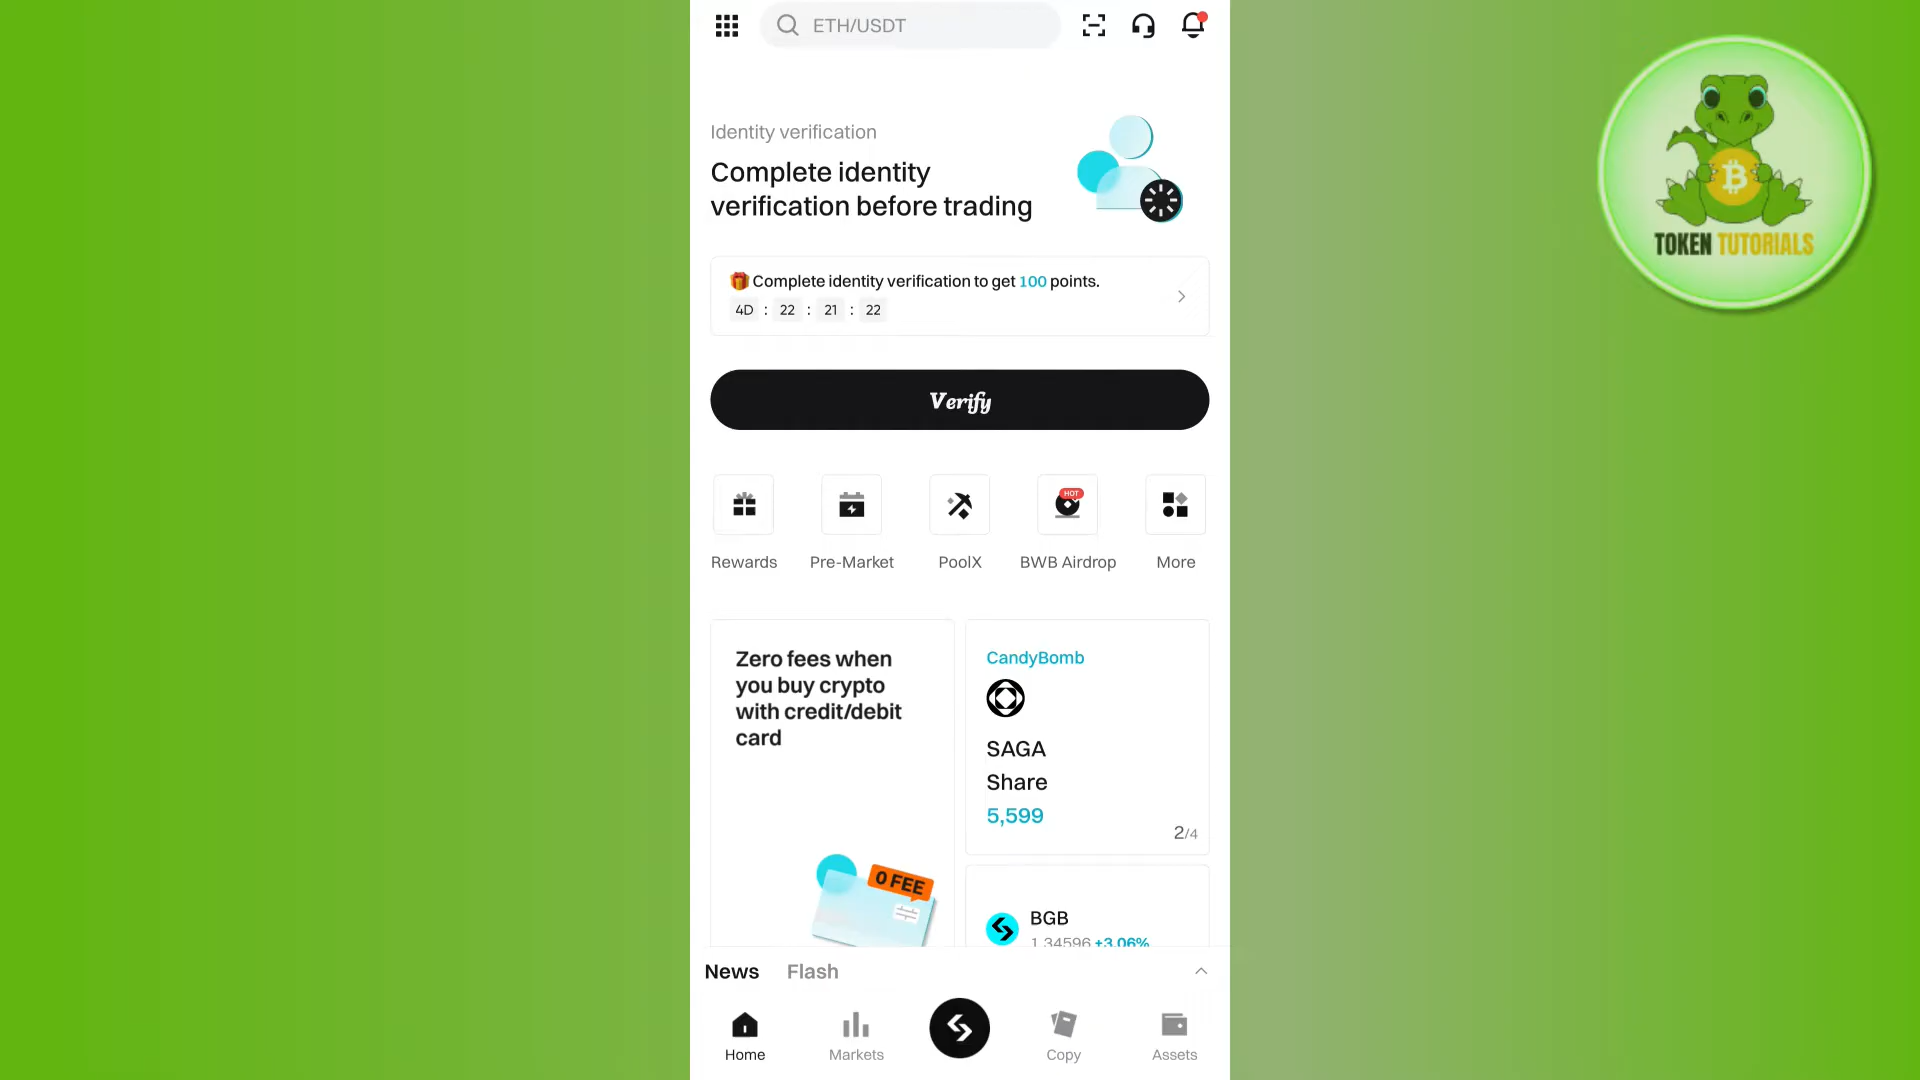 ETH/USDT
Identity verification
Complete identity
verification before trading
Complete identity verification to get 100 points.
4D : 22 : 21 : 22
Verify
HOT
Rewards
Pre-Market
PoolX
BWB Airdrop
More
Zero fees when
you buy crypto
with credit/debit
card
0 FEE
CandyBomb
SAGA
Share
5,599
2/4
BGB
1.34596 +3.06%
News
Flash
Home
Markets
Copy
Assets
TOKEN TUTORIALS